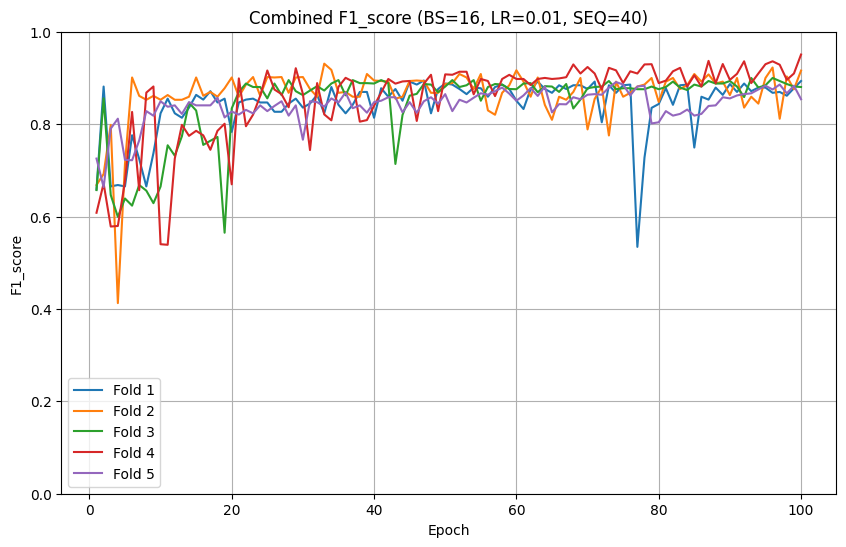 Combined F1_score (BS=16, LR=0.01, SEQ=40)
1.0
0.8
0.6
0.4
0.2
0.0
F1_score
Fold 1
Fold 2
Fold 3
Fold 4
Fold 5
0 20 40 60 80 100
Epoch